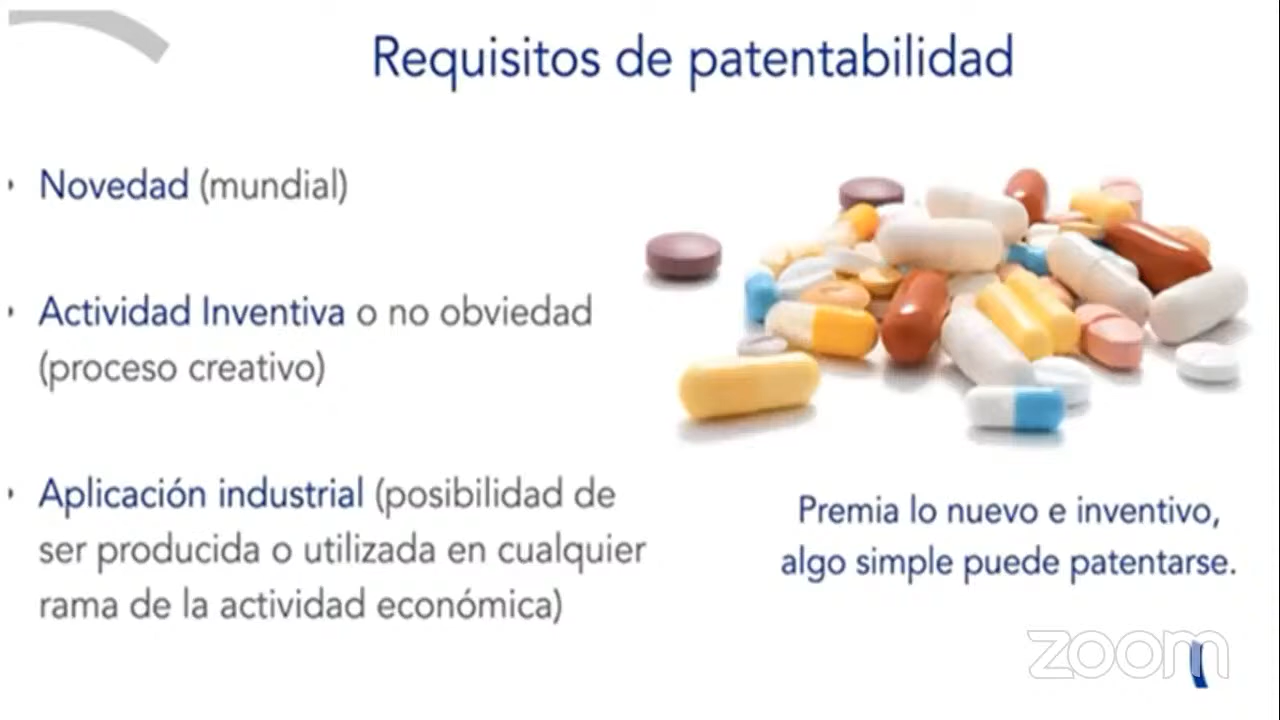 Requisitos de patentabilidad
Novedad (mundial)
Actividad Inventiva o no obviedad
(proceso creativo)
Aplicación industrial (posibilidad de
ser producida o utilizada en cualquier
rama de la actividad económica)
Premia lo nuevo e inventivo,
algo simple puede patentarse.
zoom